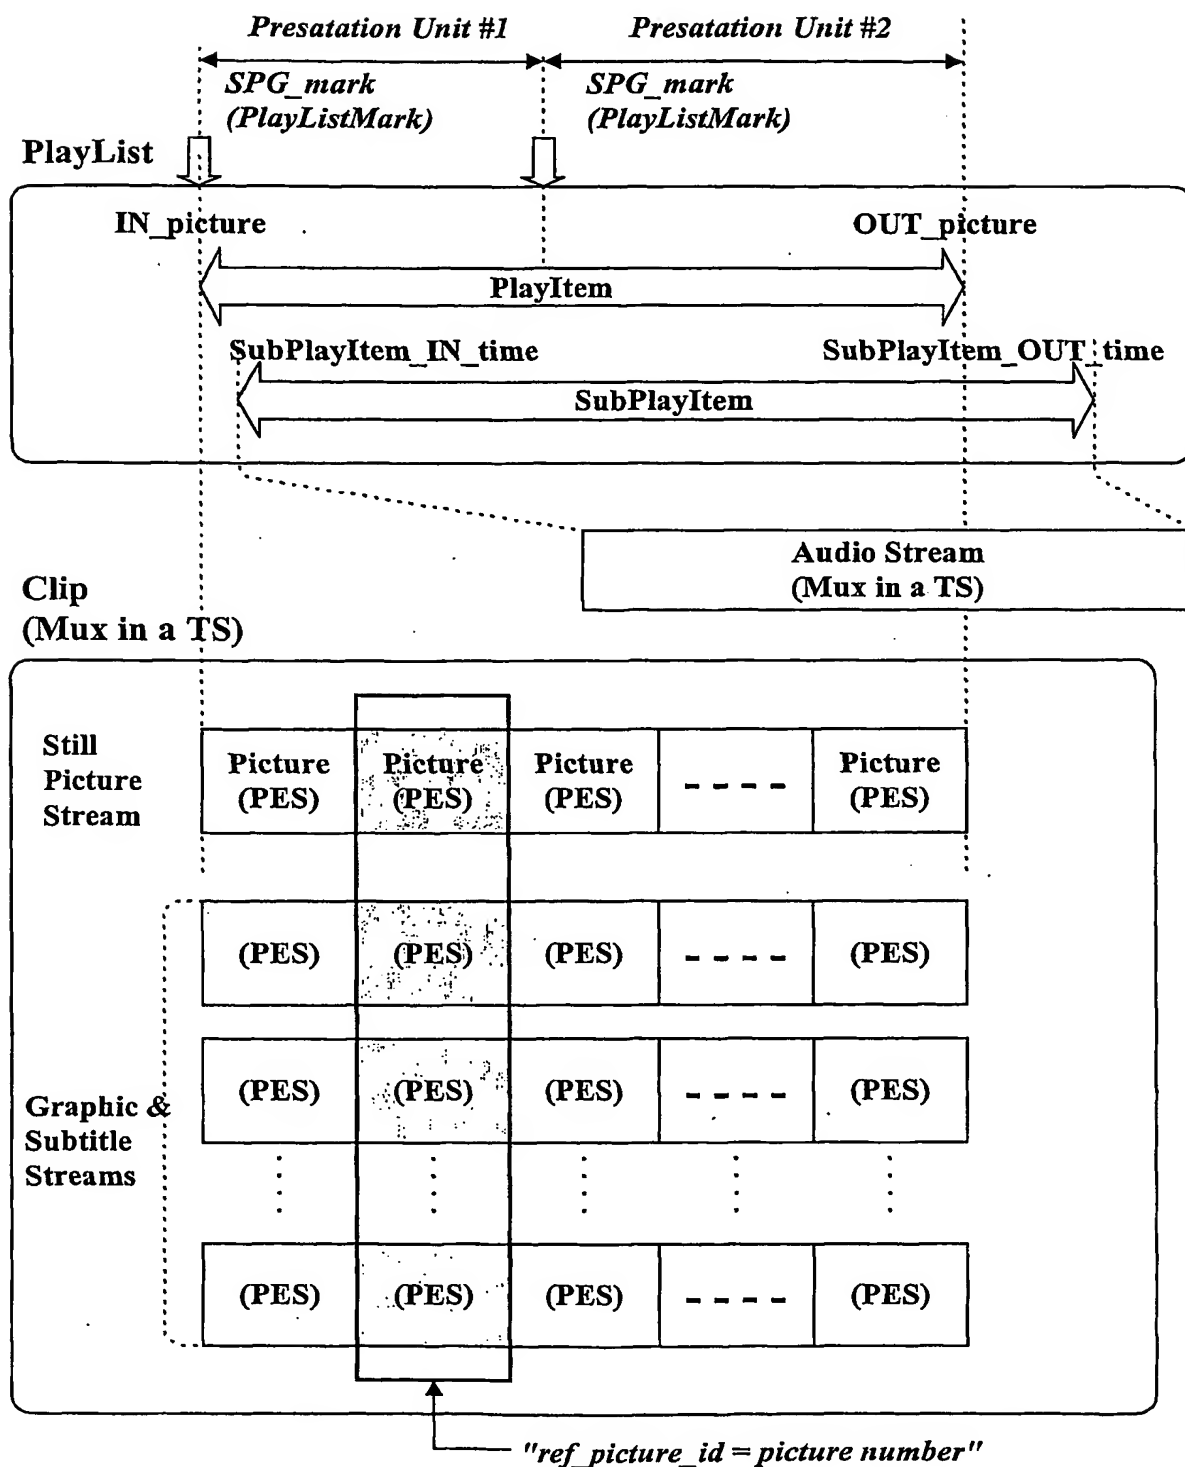 Presatation Unit #1
Presatation Unit #2
SPG_mark
(PlayListMark)
SPG_mark
(PlayListMark)
PlayList
IN_picture
OUT_picture
PlayItem
SubPlayItem_IN_time
SubPlayItem_OUT_time
SubPlayItem
Audio Stream
(Mux in a TS)
Clip
(Mux in a TS)
Still
Picture
Stream
Picture
(PES)
Picture
(PES)
Picture
(PES)
Picture
(PES)
(PES)
(PES)
(PES)
(PES)
Graphic &
Subtitle
Streams
(PES)
(PES)
(PES)
(PES)
(PES)
(PES)
(PES)
(PES)
"ref_picture_id = picture number"